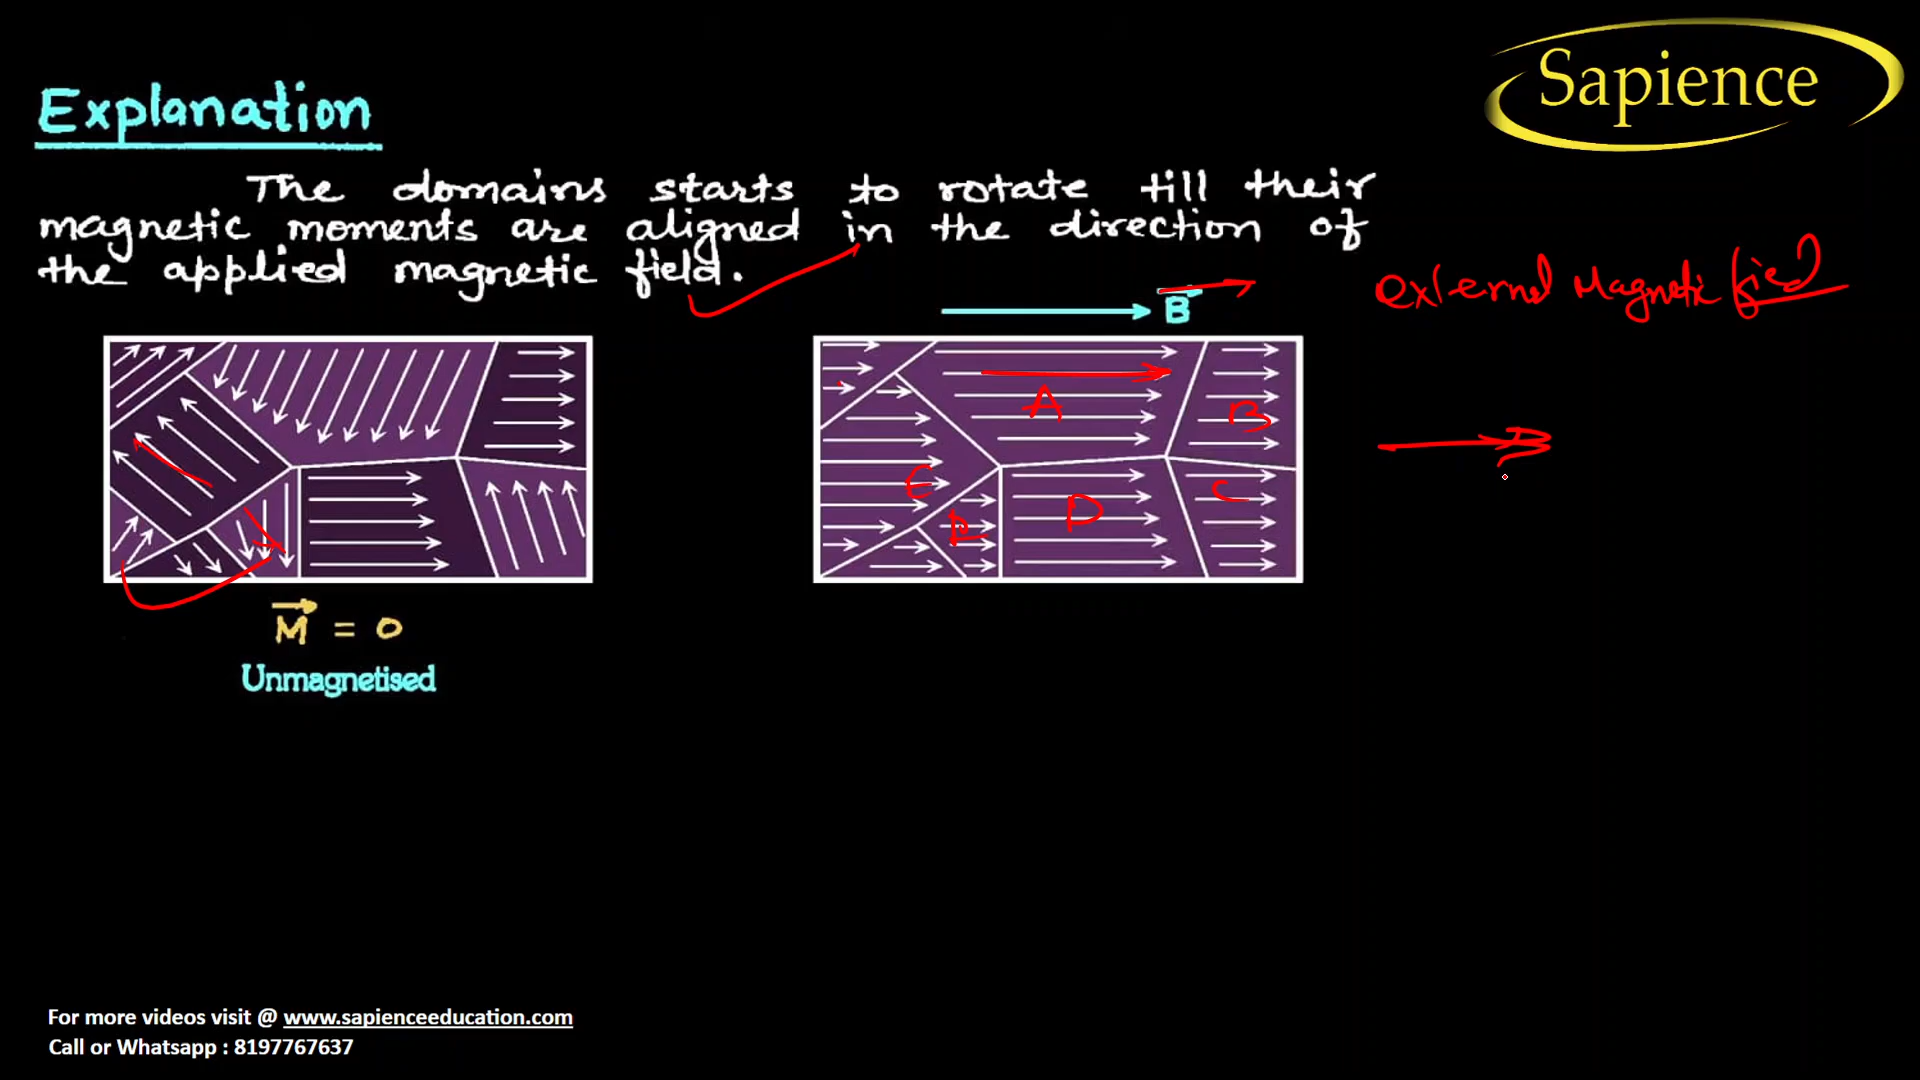 Sapience
Explanation
The domains starts to rotate till their
magnetic moments are aligned in the direction of
the applied magnetic field.
External Magnetic field
B
A
B
E
C
D
M = 0
Unmagnetised
For more videos visit @ www.sapienceeducation.com
Call or Whatsapp : 8197767637